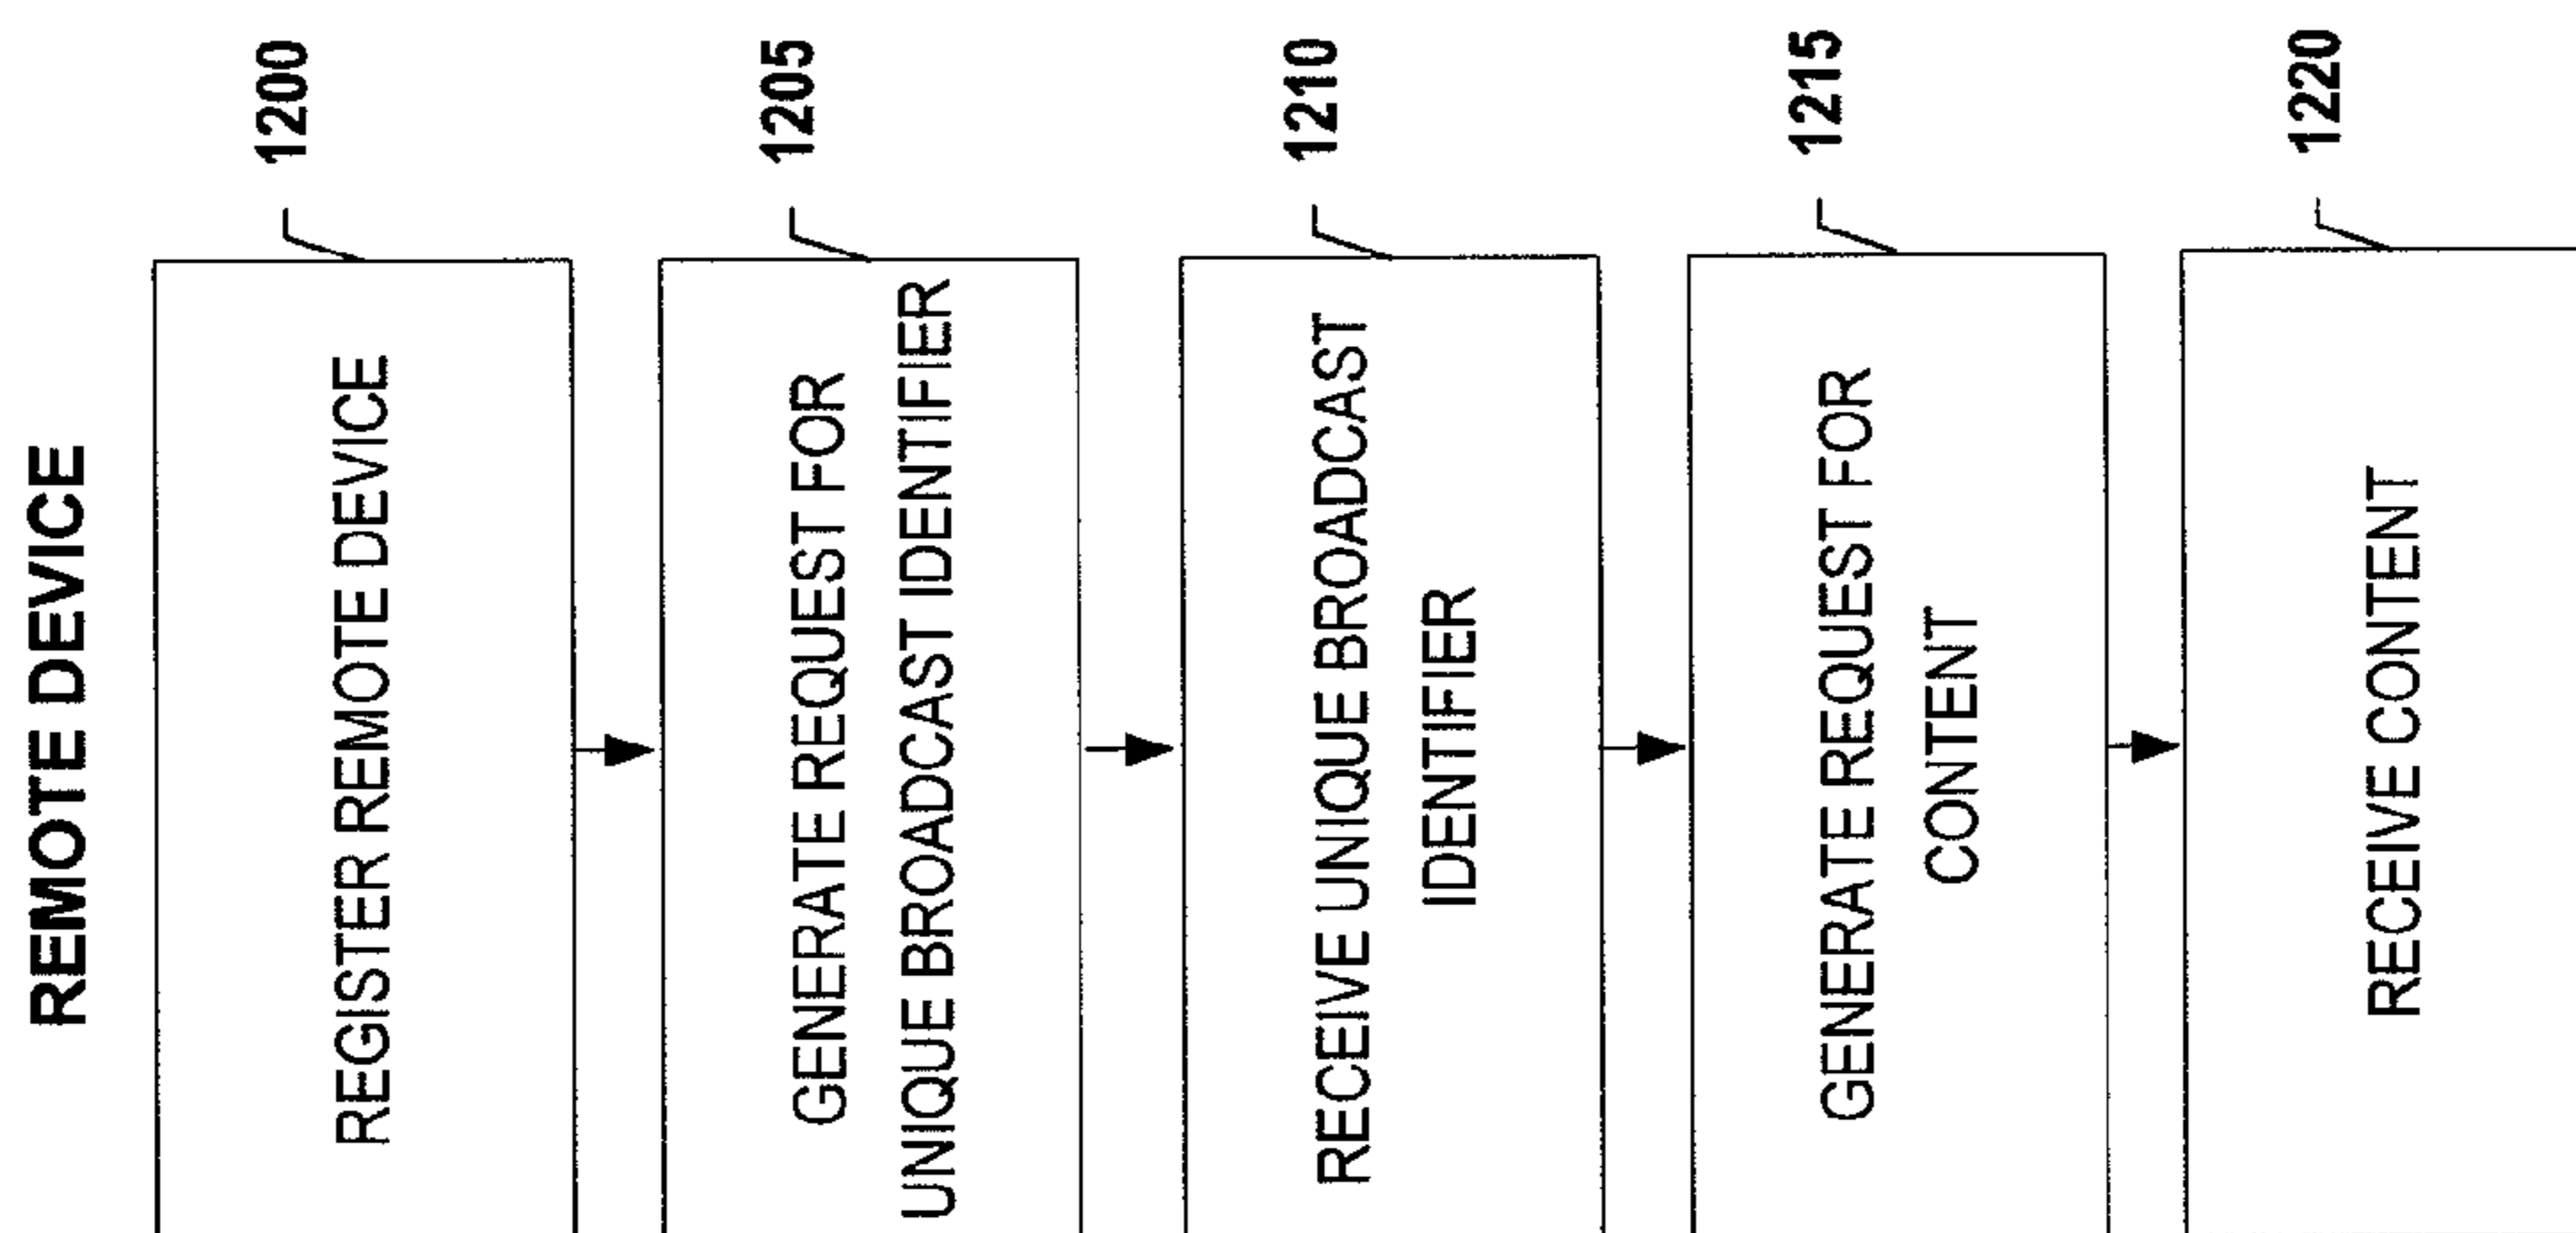 REMOTE DEVICE
1200
REGISTER REMOTE DEVICE
1205
GENERATE REQUEST FOR
UNIQUE BROADCAST IDENTIFIER
1210
RECEIVE UNIQUE BROADCAST
IDENTIFIER
1215
GENERATE REQUEST FOR
CONTENT
1220
RECEIVE CONTENT